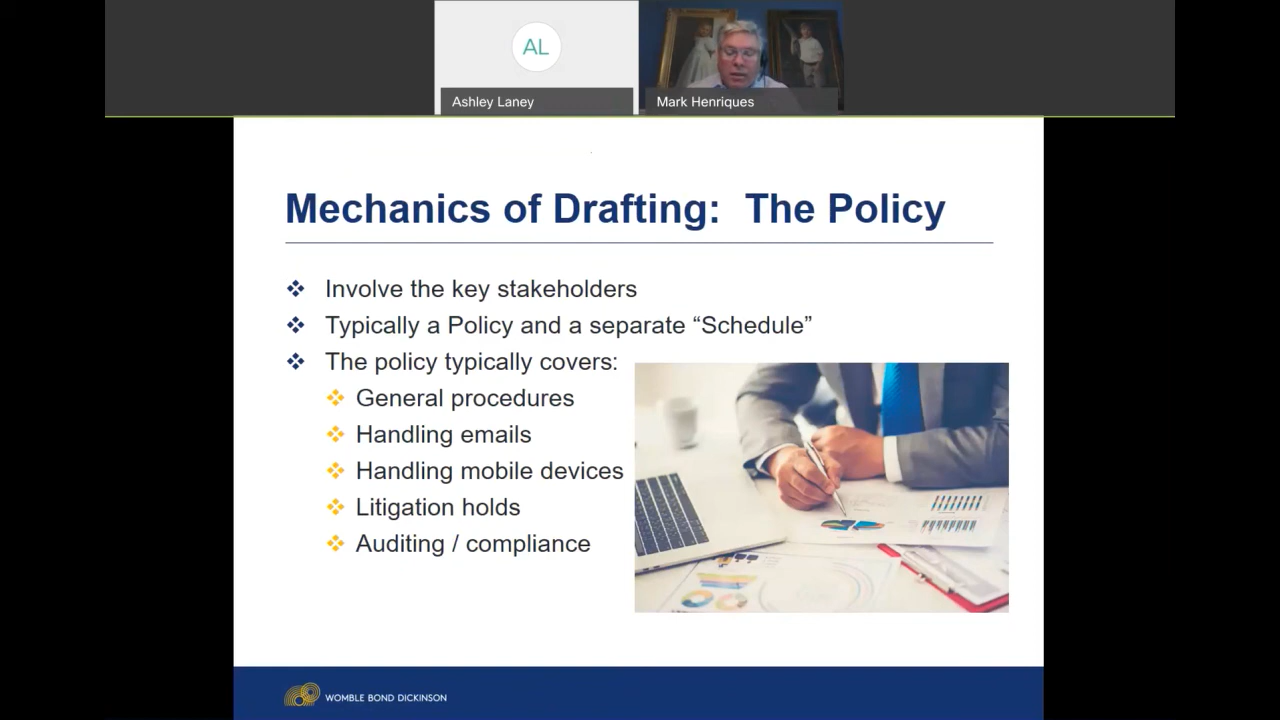 AL
Ashley Laney
Mark Henriques
Mechanics of Drafting: The Policy
Involve the key stakeholders
Typically a Policy and a separate “Schedule”
The policy typically covers:
General procedures
Handling emails
Handling mobile devices
Litigation holds
Auditing / compliance
WOMBLE BOND DICKINSON